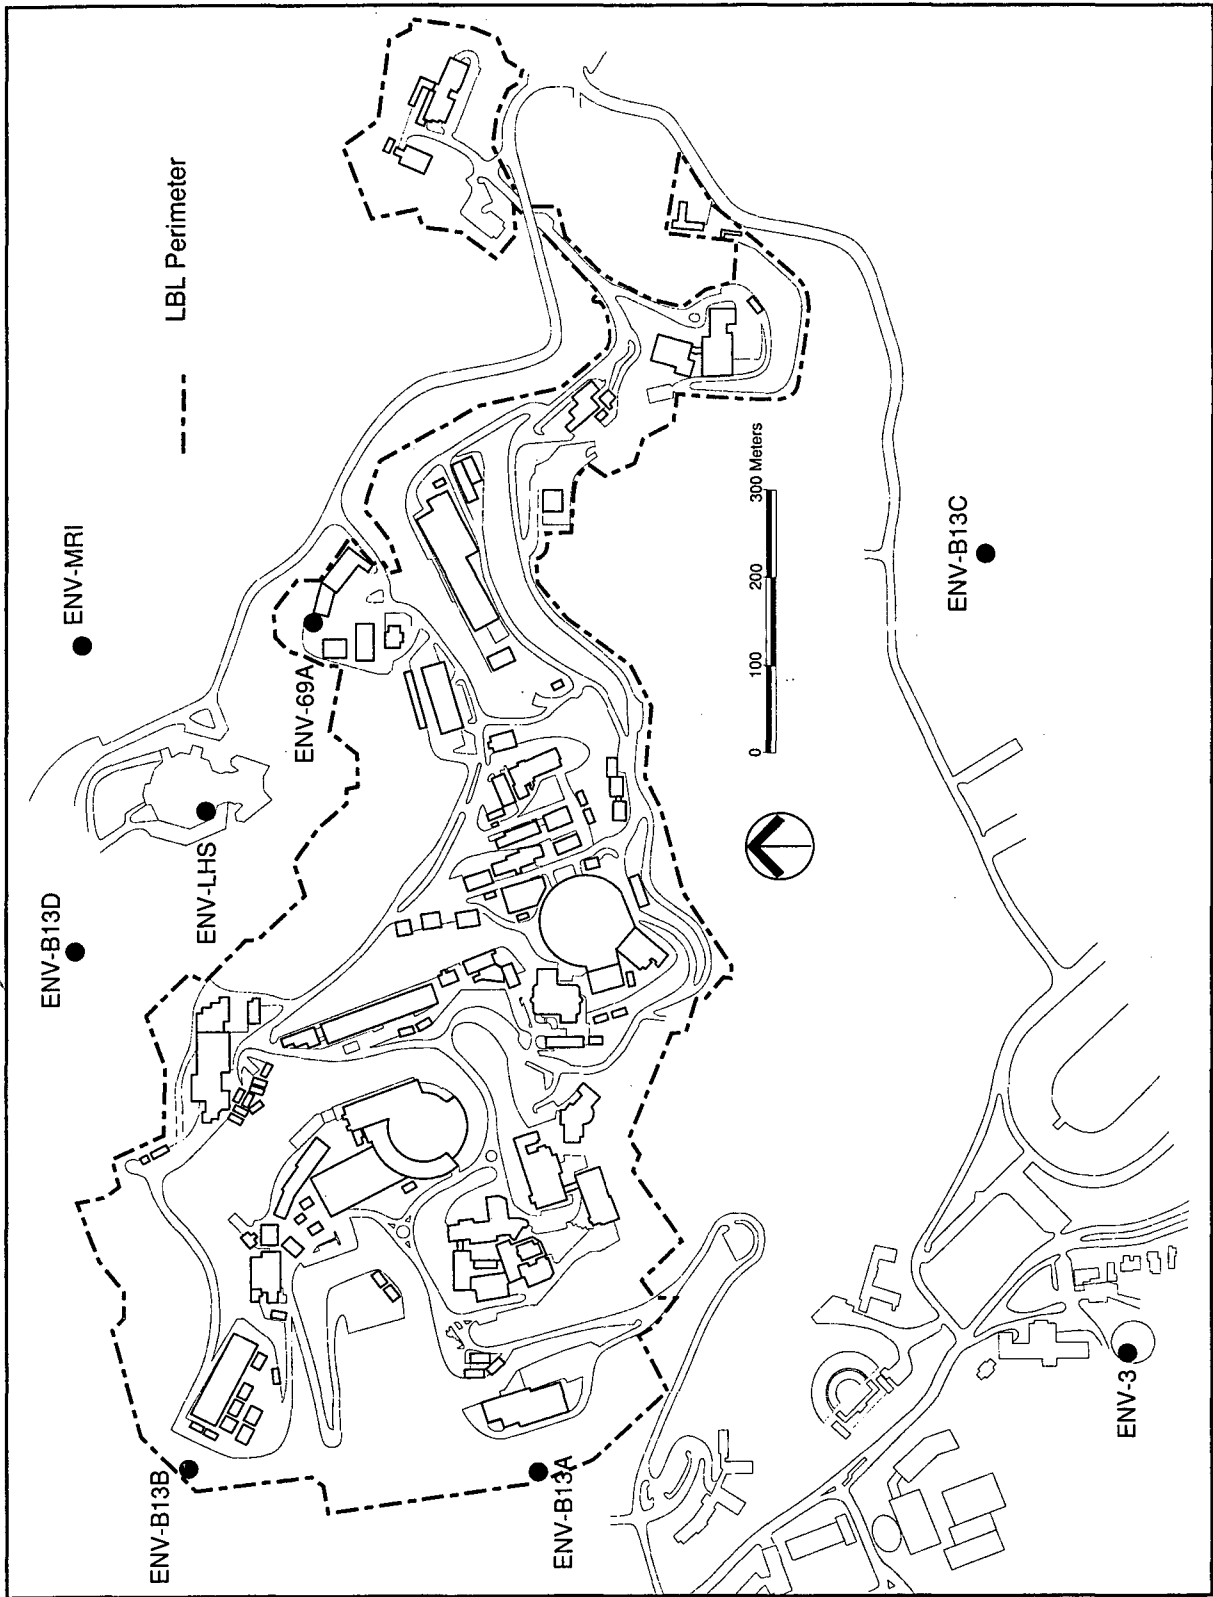 LBL Perimeter
ENV-MRI
ENV-B13D
ENV-LHS
ENV-69A
ENV-B13B
ENV-B13A
ENV-B13C
ENV-3
0
100
200
300 Meters